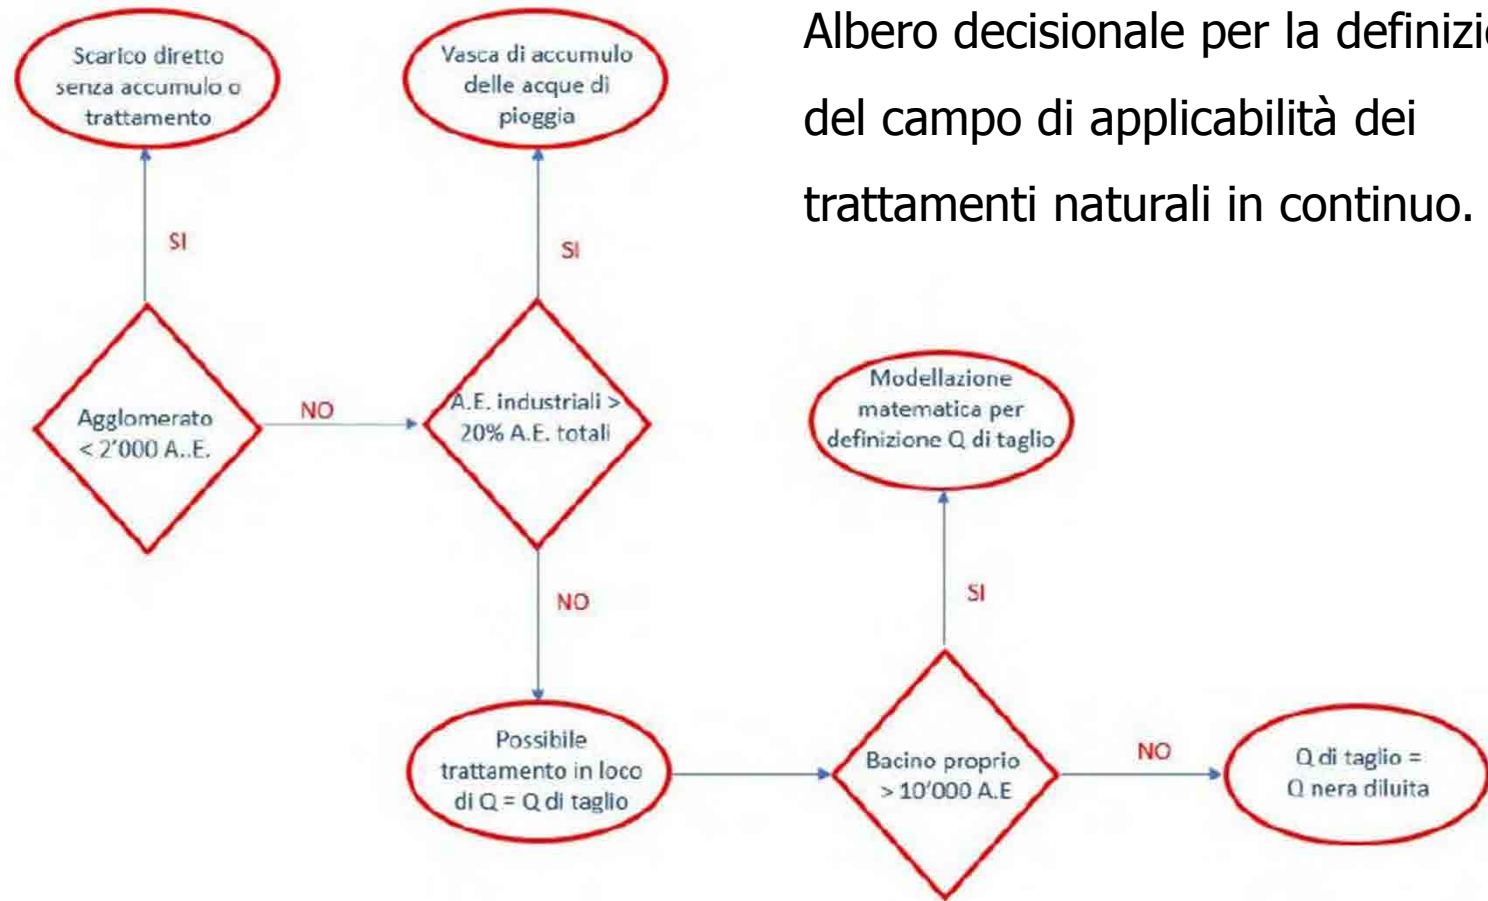 Albero decisionale per la definizi
del campo di applicabilità dei
trattamenti naturali in continuo.
Scarico diretto
senza accumulo o
trattamento
Vasca di accumulo
delle acque di
pioggia
SI
SI
Agglomerato
< 2'000 A..E.
NO
A.E. industriali >
20% A.E. totali
Modellazione
matematica per
definizione Q di taglio
NO
SI
Possibile
trattamento in loco
di Q = Q di taglio
Bacino proprio
> 10'000 A.E
NO
Q di taglio =
Q nera diluita